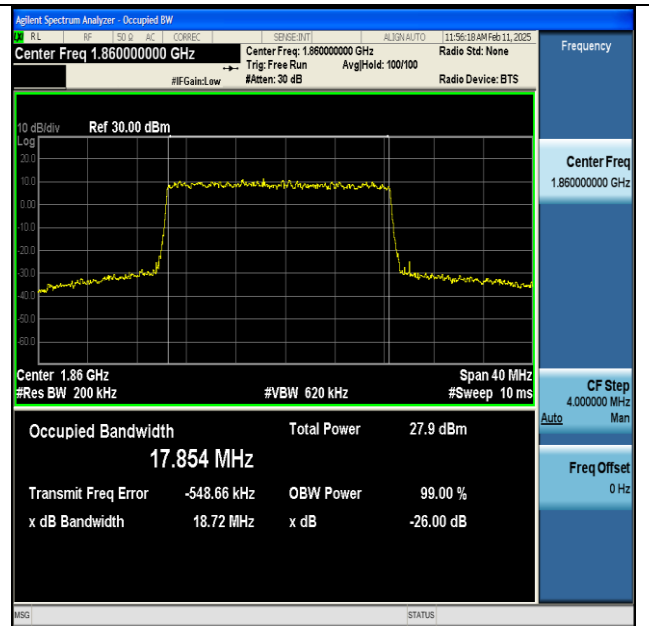 Agilent Spectrum Analyzer - Occupied BW
LXI RL RF 50 Ω AC CORREC SENSE:INT ALIGN AUTO 11:56:18 AM Feb 11, 2025
Center Freq 1.860000000 GHz
Center Freq: 1.860000000 GHz
Radio Std: None
Trig: Free Run Avg|Hold: 100/100
#IFGain:Low
#Atten: 30 dB
Radio Device: BTS
Frequency
10 dB/div Ref 30.00 dBm
Log
20.0
10.0
0.00
-10.0
-20.0
-30.0
-40.0
-50.0
-60.0
Center Freq
1.860000000 GHz
Center 1.86 GHz Span 40 MHz
#Res BW 200 kHz #VBW 620 kHz #Sweep 10 ms
CF Step
4.000000 MHz
Auto Man
Occupied Bandwidth Total Power 27.9 dBm
17.854 MHz
Transmit Freq Error -548.66 kHz OBW Power 99.00 %
x dB Bandwidth 18.72 MHz x dB -26.00 dB
Freq Offset
0 Hz
MSG STATUS